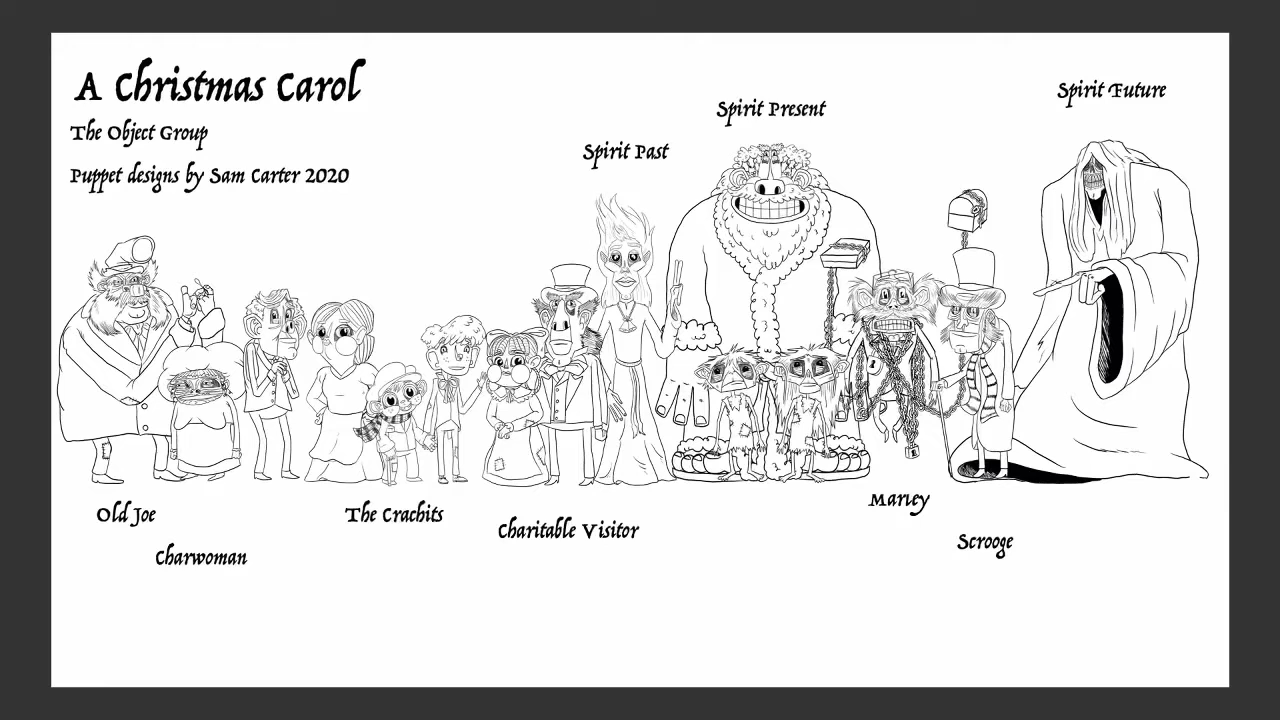 A Christmas Carol
The Object Group
Puppet designs by Sam Carter 2020
Spirit Past
Spirit Present
Spirit Future
Old Joe
Charwoman
The Crachits
Charitable Visitor
Marley
Scrooge